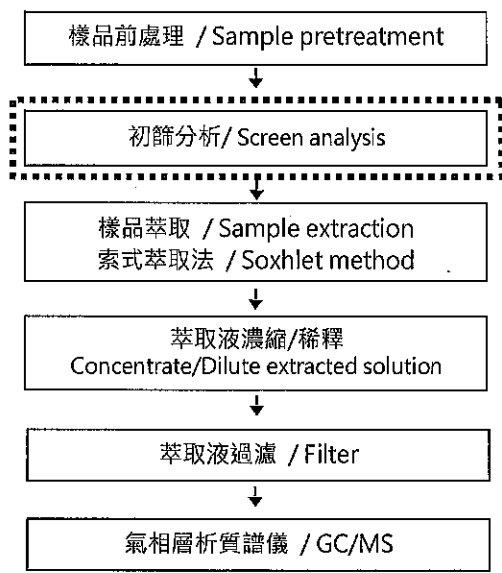 樣品前處理 / Sample pretreatment
初篩分析/ Screen analysis
樣品萃取 / Sample extraction
索式萃取法 / Soxhlet method
萃取液濃縮/稀釋
Concentrate/Dilute extracted solution
萃取液過濾 / Filter
氣相層析質譜儀 / GC/MS